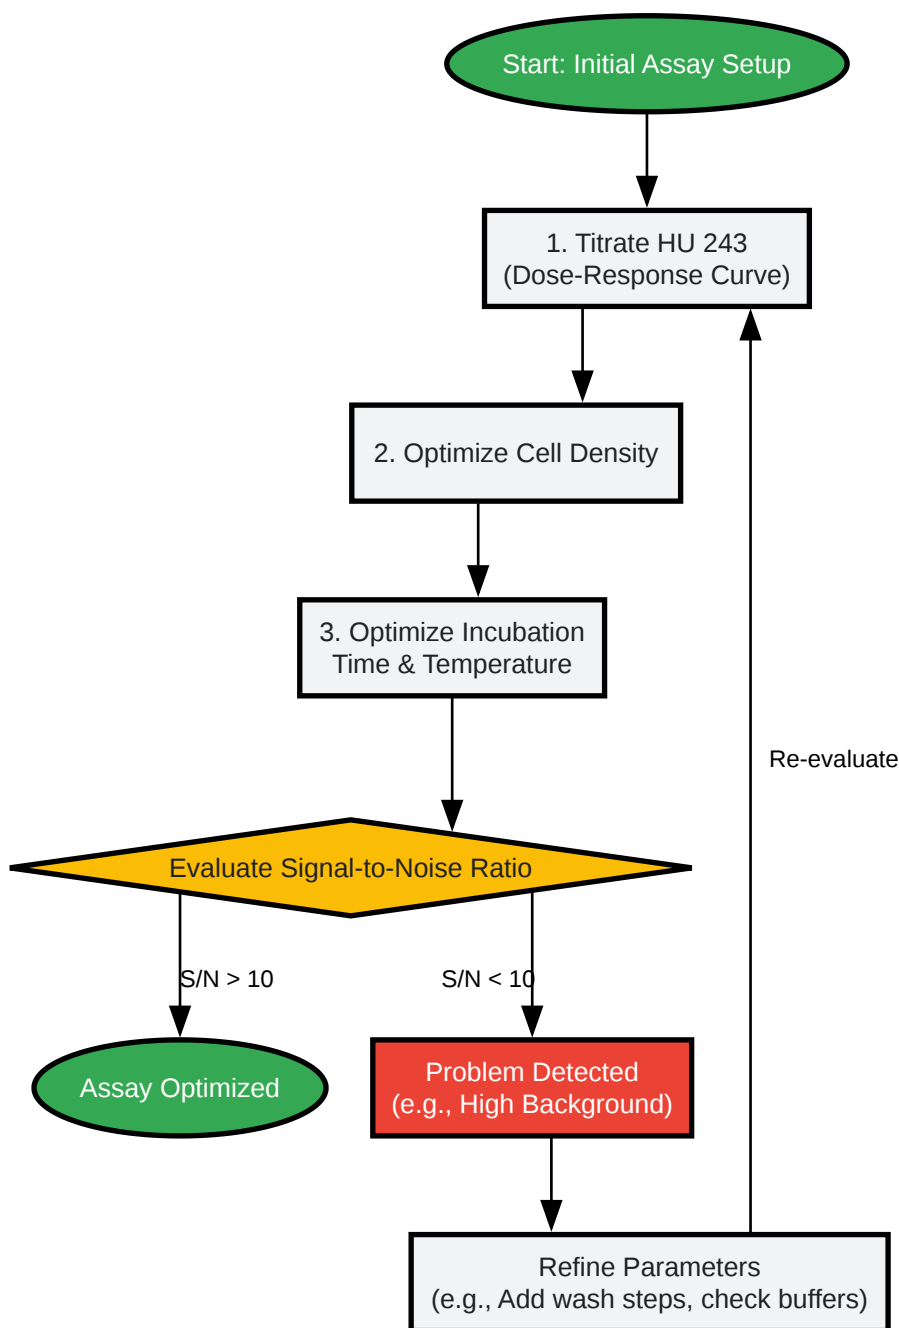 Start: Initial Assay Setup
1. Titrate HU 243
(Dose-Response Curve)
2. Optimize Cell Density
3. Optimize Incubation
Time & Temperature
Re-evaluate
Evaluate Signal-to-Noise Ratio
S/N > 10
S/N < 10
Assay Optimized
Problem Detected
(e.g., High Background)
Refine Parameters
(e.g., Add wash steps, check buffers)